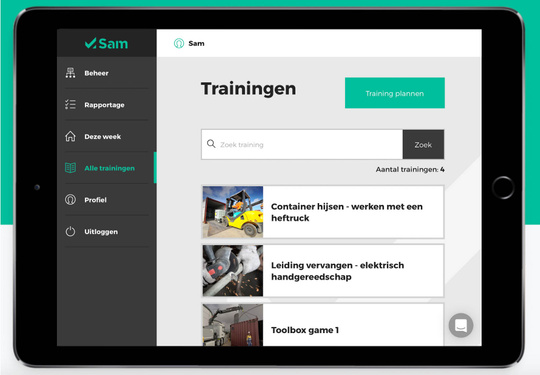 Sam
Sam
Beheer
Rapportage
Deze week
Alle trainingen
Profiel
Uitloggen
Trainingen
Training plannen
Zoek training
Zoek
Aantal trainingen: 4
Container hijsen - werken met een
heftruck
Leiding vervangen - elektrisch
handgereedschap
Toolbox game 1